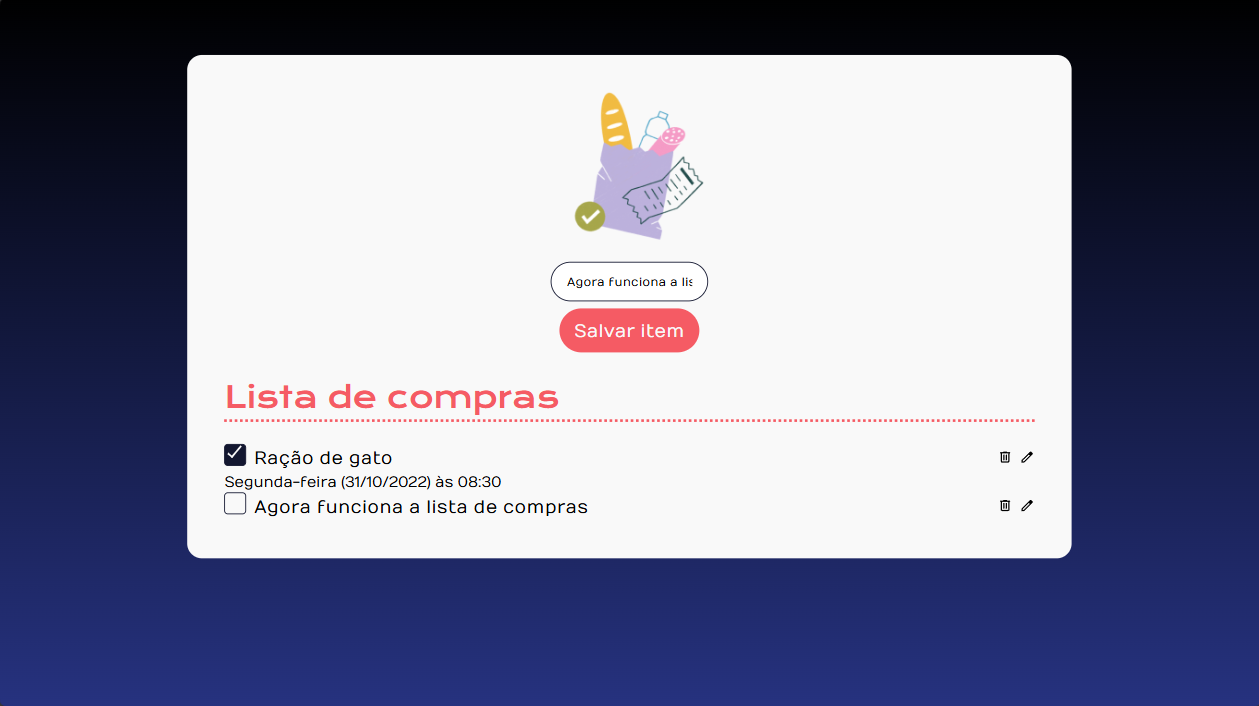 Agora funciona a lis
Salvar item
Lista de compras
Ração de gato
Segunda-feira (31/10/2022) às 08:30
Agora funciona a lista de compras